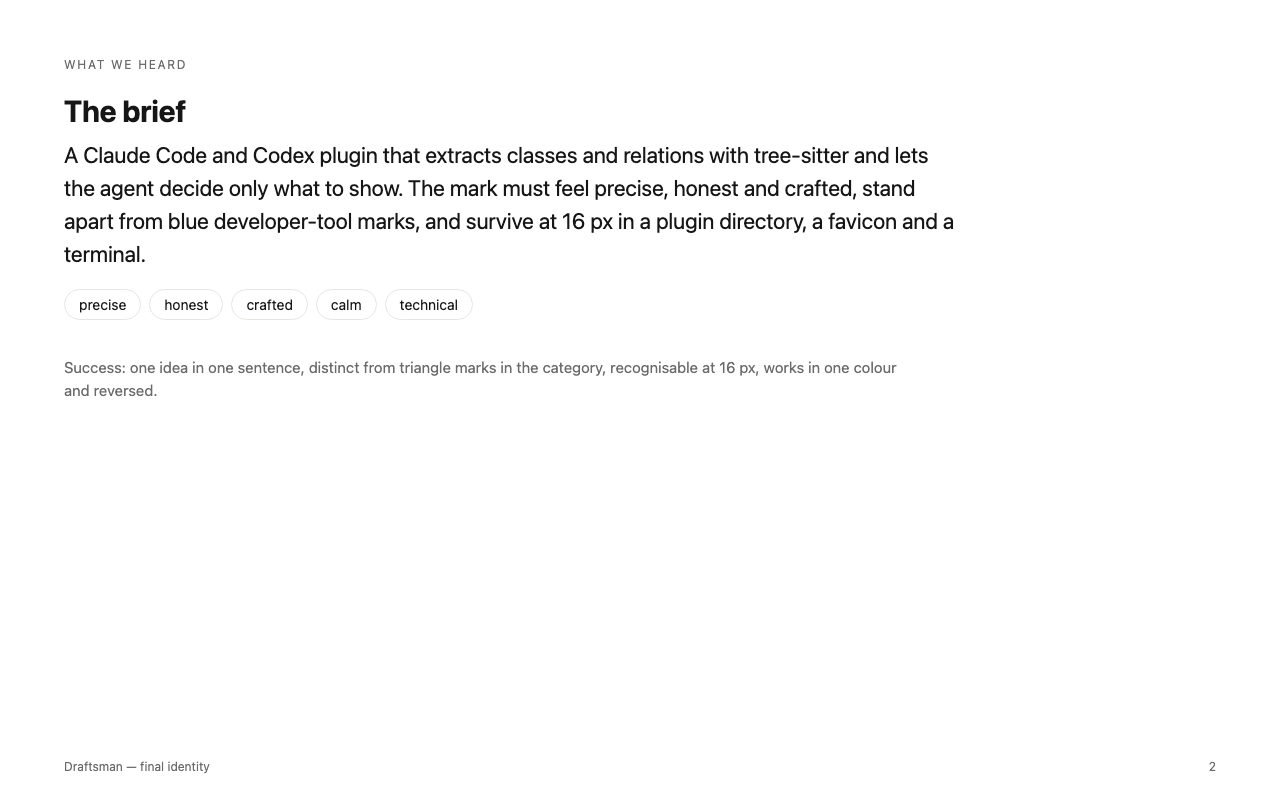 WHAT WE HEARD
The brief
A Claude Code and Codex plugin that extracts classes and relations with tree-sitter and lets
the agent decide only what to show. The mark must feel precise, honest and crafted, stand
apart from blue developer-tool marks, and survive at 16 px in a plugin directory, a favicon and a
terminal.
precise honest crafted calm technical
Success: one idea in one sentence, distinct from triangle marks in the category, recognisable at 16 px, works in one colour
and reversed.
Draftsman — final identity 2